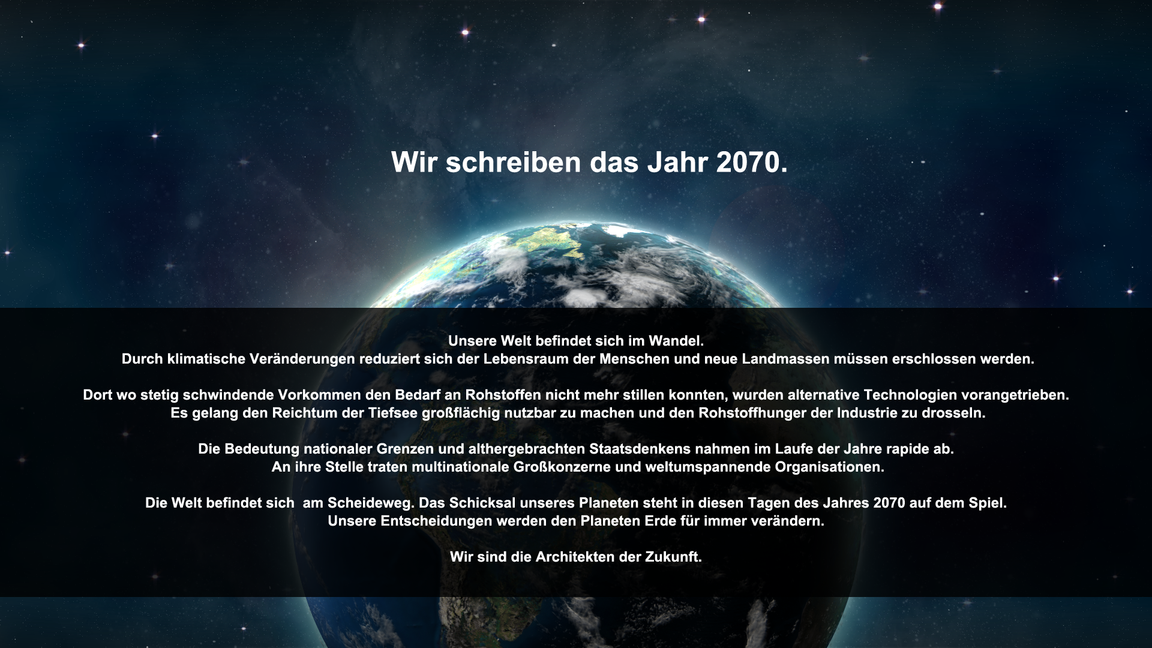 Wir schreiben das Jahr 2070.
Unsere Welt befindet sich im Wandel.
Durch klimatische Veränderungen reduziert sich der Lebensraum der Menschen und neue Landmassen müssen erschlossen werden.
Dort wo stetig schwindende Vorkommen den Bedarf an Rohstoffen nicht mehr stillen konnten, wurden alternative Technologien vorangetrieben.
Es gelang den Reichtum der Tiefsee großflächig nutzbar zu machen und den Rohstoffhunger der Industrie zu drosseln.
Die Bedeutung nationaler Grenzen und althergebrachten Staatsdenkens nahmen im Laufe der Jahre rapide ab.
An ihre Stelle traten multinationale Großkonzerne und weltumspannende Organisationen.
Die Welt befindet sich  am Scheideweg. Das Schicksal unseres Planeten steht in diesen Tagen des Jahres 2070 auf dem Spiel.
Unsere Entscheidungen werden den Planeten Erde für immer verändern.
Wir sind die Architekten der Zukunft.